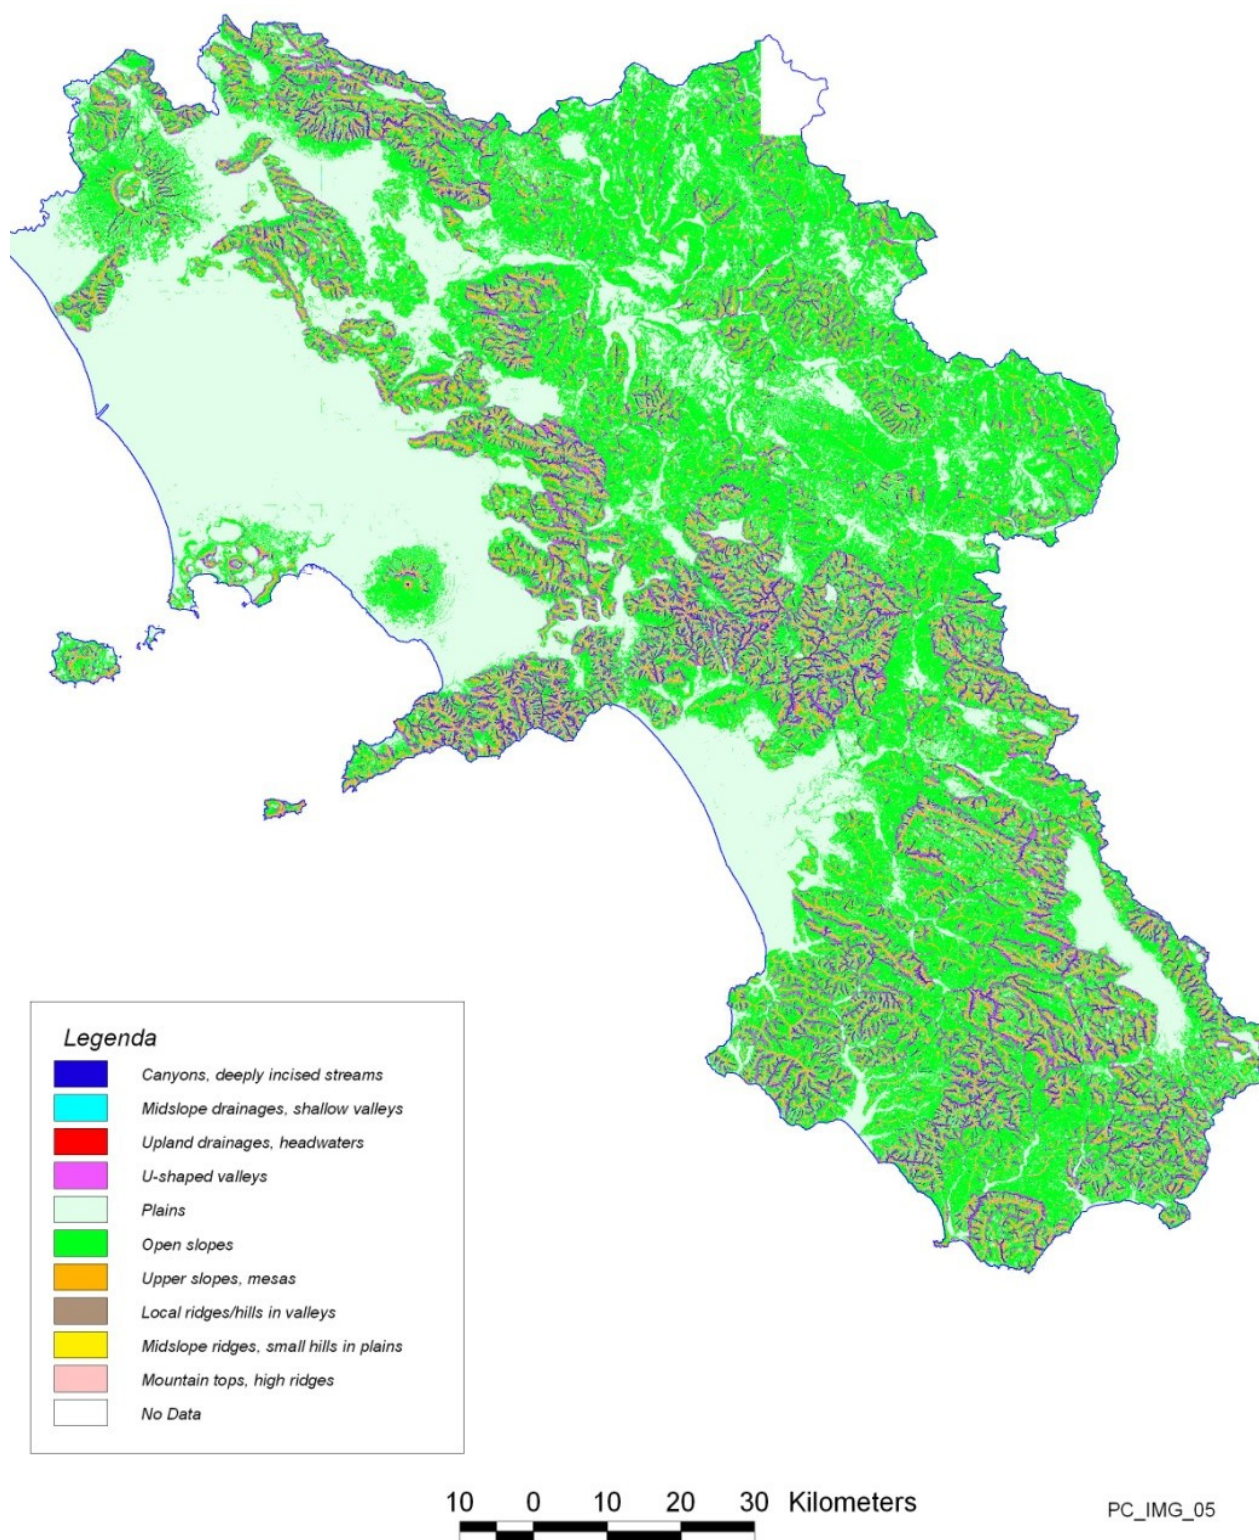 Legenda
Canyons, deeply incised streams
Midslope drainages, shallow valleys
Upland drainages, headwaters
U-shaped valleys
Plains
Open slopes
Upper slopes, mesas
Local ridges/hills in valleys
Midslope ridges, small hills in plains
Mountain tops, high ridges
No Data
10 0 10 20 30 Kilometers
PC_IMG_05